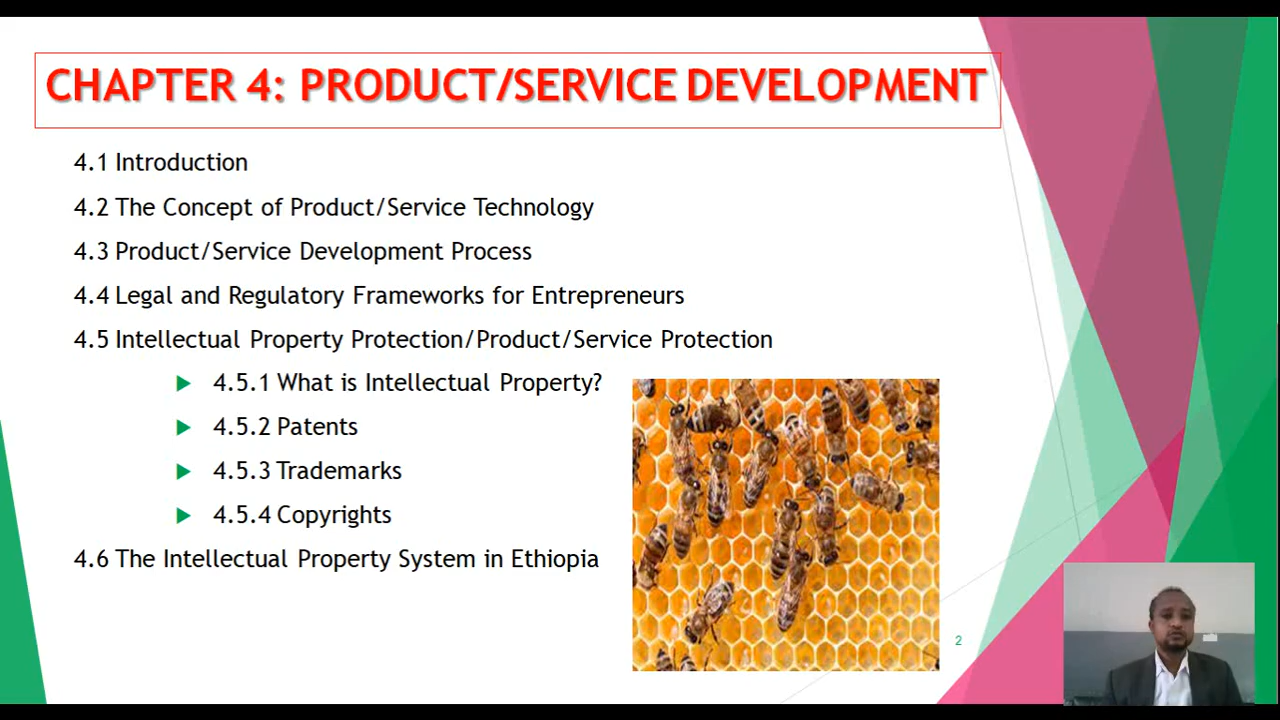 CHAPTER 4: PRODUCT/SERVICE DEVELOPMENT
4.1 Introduction
4.2 The Concept of Product/Service Technology
4.3 Product/Service Development Process
4.4 Legal and Regulatory Frameworks for Entrepreneurs
4.5 Intellectual Property Protection/Product/Service Protection
4.5.1 What is Intellectual Property?
4.5.2 Patents
4.5.3 Trademarks
4.5.4 Copyrights
4.6 The Intellectual Property System in Ethiopia
2